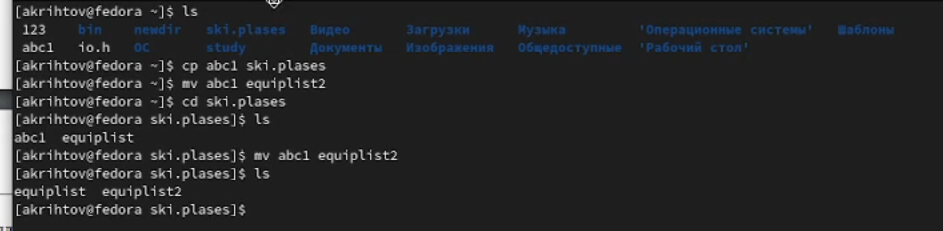 [akrihtov@fedora ~]$ ls
123 bin newdir ski.plases Видео Загрузки Музыка 'Операционные системы' Шаблоны
abc1 io.h ОС study Документы Изображения Общедоступные 'Рабочий стол'
[akrihtov@fedora ~]$ cp abc1 ski.plases
[akrihtov@fedora ~]$ mv abc1 equiplist2
[akrihtov@fedora ~]$ cd ski.plases
[akrihtov@fedora ski.plases]$ ls
abc1 equiplist
[akrihtov@fedora ski.plases]$ mv abc1 equiplist2
[akrihtov@fedora ski.plases]$ ls
equiplist equiplist2
[akrihtov@fedora ski.plases]$